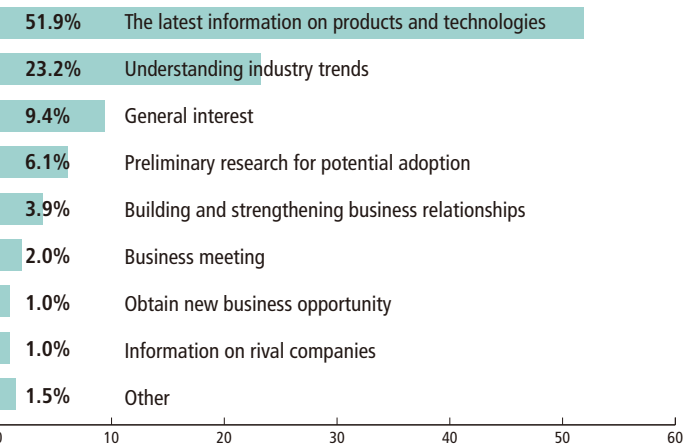 51.9% The latest information on products and technologies
23.2% Understanding industry trends
9.4% General interest
6.1% Preliminary research for potential adoption
3.9% Building and strengthening business relationships
2.0% Business meeting
1.0% Obtain new business opportunity
1.0% Information on rival companies
1.5% Other
0 10 20 30 40 50 60